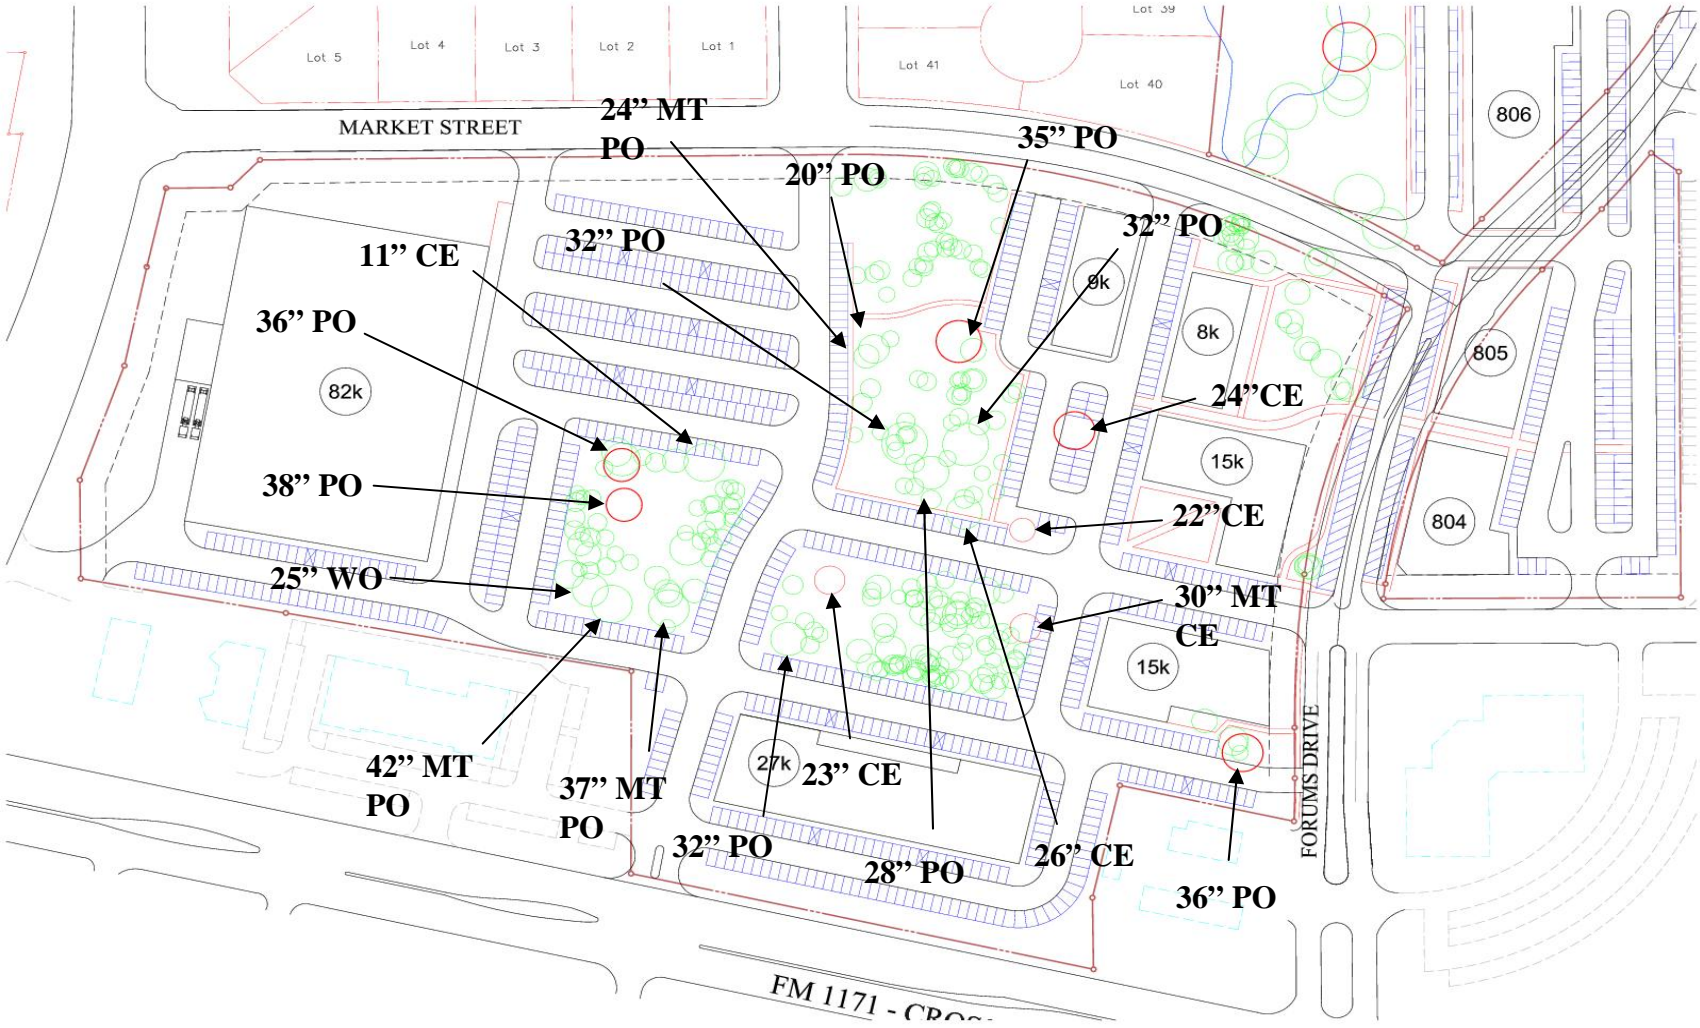 Lot 39
Lot 5
Lot 4
Lot 3
Lot 2
Lot 1
Lot 41
Lot 40
806
MARKET STREET
24” MT
PO
35” PO
20” PO
32” PO
32” PO
11” CE
9k
36” PO
8k
805
82k
24”CE
15k
38” PO
22”CE
804
25” WO
30” MT
CE
15k
42” MT
PO
37” MT
PO
27k
23” CE
32” PO
28” PO
26” CE
36” PO
FORUMS DRIVE
FM 1171 - CROS